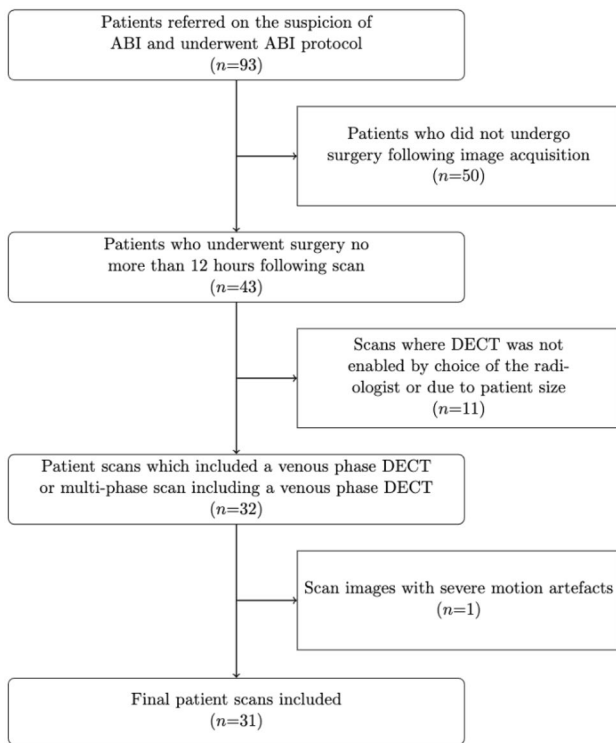 Patients referred on the suspicion of
ABI and underwent ABI protocol
(n=93)
Patients who did not undergo
surgery following image acquisition
(n=50)
Patients who underwent surgery no
more than 12 hours following scan
(n=43)
Scans where DECT was not
enabled by choice of the radi-
ologist or due to patient size
(n=11)
Patient scans which included a venous phase DECT
or multi-phase scan including a venous phase DECT
(n=32)
Scan images with severe motion artefacts
(n=1)
Final patient scans included
(n=31)